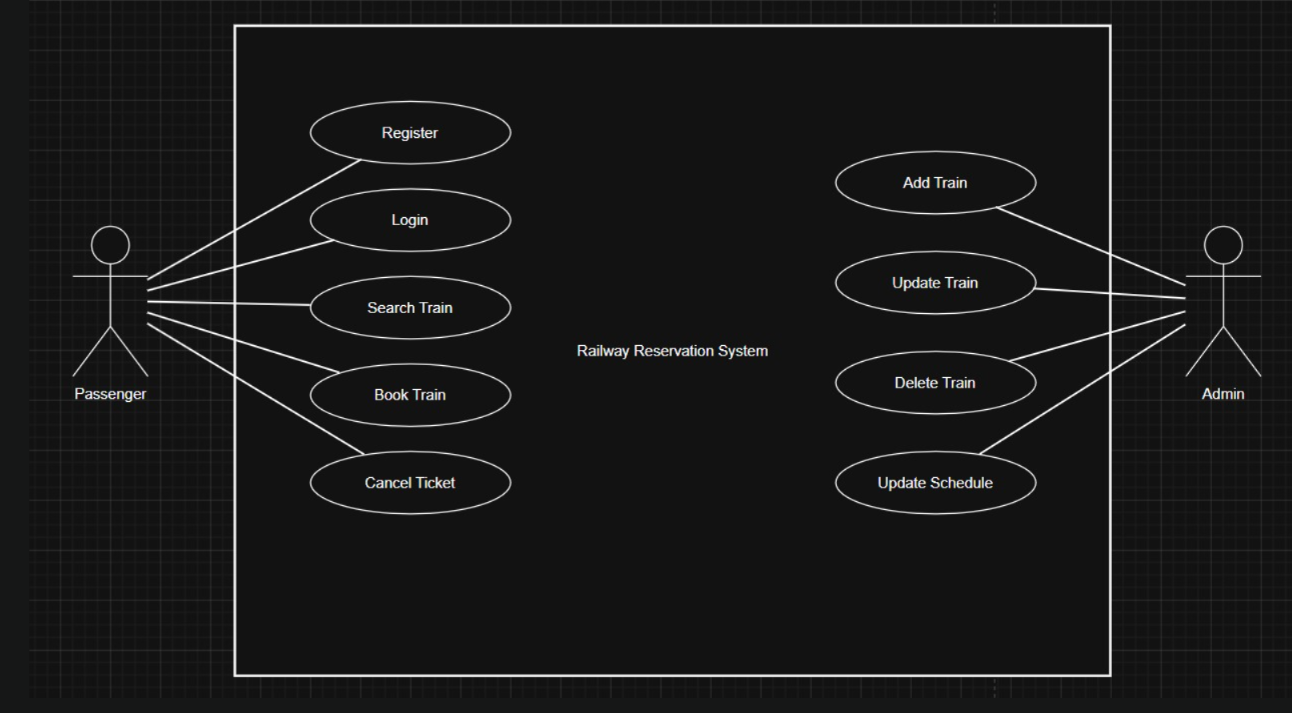 Register
Login
Search Train
Book Train
Cancel Ticket
Passenger
Railway Reservation System
Add Train
Update Train
Delete Train
Update Schedule
Admin